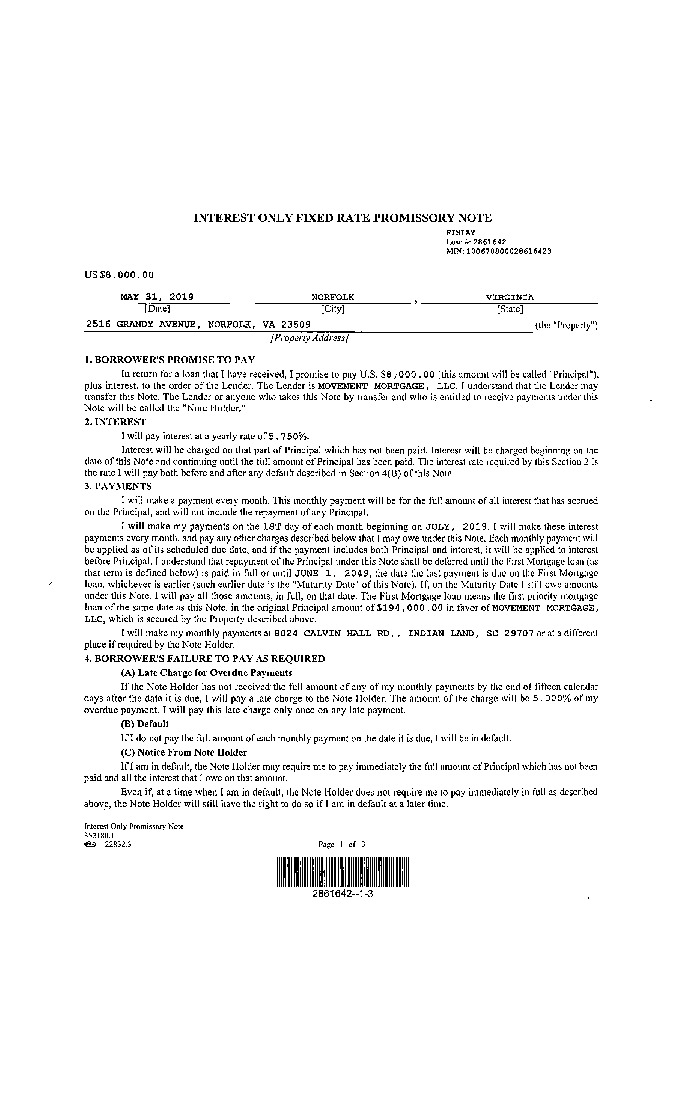 INTEREST ONLY FIXED RATE PROMISSORY NOTE
FINLAY
Loan #: 2861642
MIN: 100670800028616423
US $8,000.00
MAY 31, 2019 NORFOLK , VIRGINIA
[Date] [City] [State]
2516 GRANDY AVENUE, NORFOLK, VA 23509 (the "Property")
[Property Address]
1. BORROWER'S PROMISE TO PAY
In return for a loan that I have received, I promise to pay U.S. $8,000.00 (this amount will be called "Principal"),
plus interest, to the order of the Lender. The Lender is MOVEMENT MORTGAGE, LLC. I understand that the Lender may
transfer this Note. The Lender or anyone who takes this Note by transfer and who is entitled to receive payments under this
Note will be called the "Note Holder."
2. INTEREST
I will pay interest at a yearly rate of 5.750%.
Interest will be charged on that part of Principal which has not been paid. Interest will be charged beginning on the
date of this Note and continuing until the full amount of Principal has been paid. The interest rate required by this Section 2 is
the rate I will pay both before and after any default described in Section 4(B) of this Note.
3. PAYMENTS
I will make a payment every month. This monthly payment will be for the full amount of all interest that has accrued
on the Principal, and will not include the repayment of any Principal.
I will make my payments on the 1ST day of each month beginning on JULY, 2019. I will make these interest
payments every month, and pay any other charges described below that I may owe under this Note. Each monthly payment will
be applied as of its scheduled due date, and if the payment includes both Principal and interest, it will be applied to interest
before Principal. I understand that repayment of the Principal under this Note shall be deferred until the First Mortgage loan (as
that term is defined below) is paid in full or until JUNE 1, 2049, the date the last payment is due on the First Mortgage
loan, whichever is earlier (such earlier date is the "Maturity Date" of this Note). If, on the Maturity Date I still owe amounts
under this Note, I will pay all those amounts, in full, on that date. The First Mortgage loan means the first priority mortgage
loan of the same date as this Note, in the original Principal amount of $194,000.00 in favor of MOVEMENT MORTGAGE,
LLC, which is secured by the Property described above.
I will make my monthly payments at 8024 CALVIN HALL RD., INDIAN LAND, SC 29707 or at a different
place if required by the Note Holder.
4. BORROWER'S FAILURE TO PAY AS REQUIRED
(A) Late Charge for Overdue Payments
If the Note Holder has not received the full amount of any of my monthly payments by the end of fifteen calendar
days after the date it is due, I will pay a late charge to the Note Holder. The amount of the charge will be 5.000% of my
overdue payment. I will pay this late charge only once on any late payment.
(B) Default
If I do not pay the full amount of each monthly payment on the date it is due, I will be in default.
(C) Notice From Note Holder
If I am in default, the Note Holder may require me to pay immediately the full amount of Principal which has not been
paid and all the interest that I owe on that amount.
Even if, at a time when I am in default, the Note Holder does not require me to pay immediately in full as described
above, the Note Holder will still have the right to do so if I am in default at a later time.
Interest Only Promissory Note
22832.3 Page 1 of 3
2861642--1-3